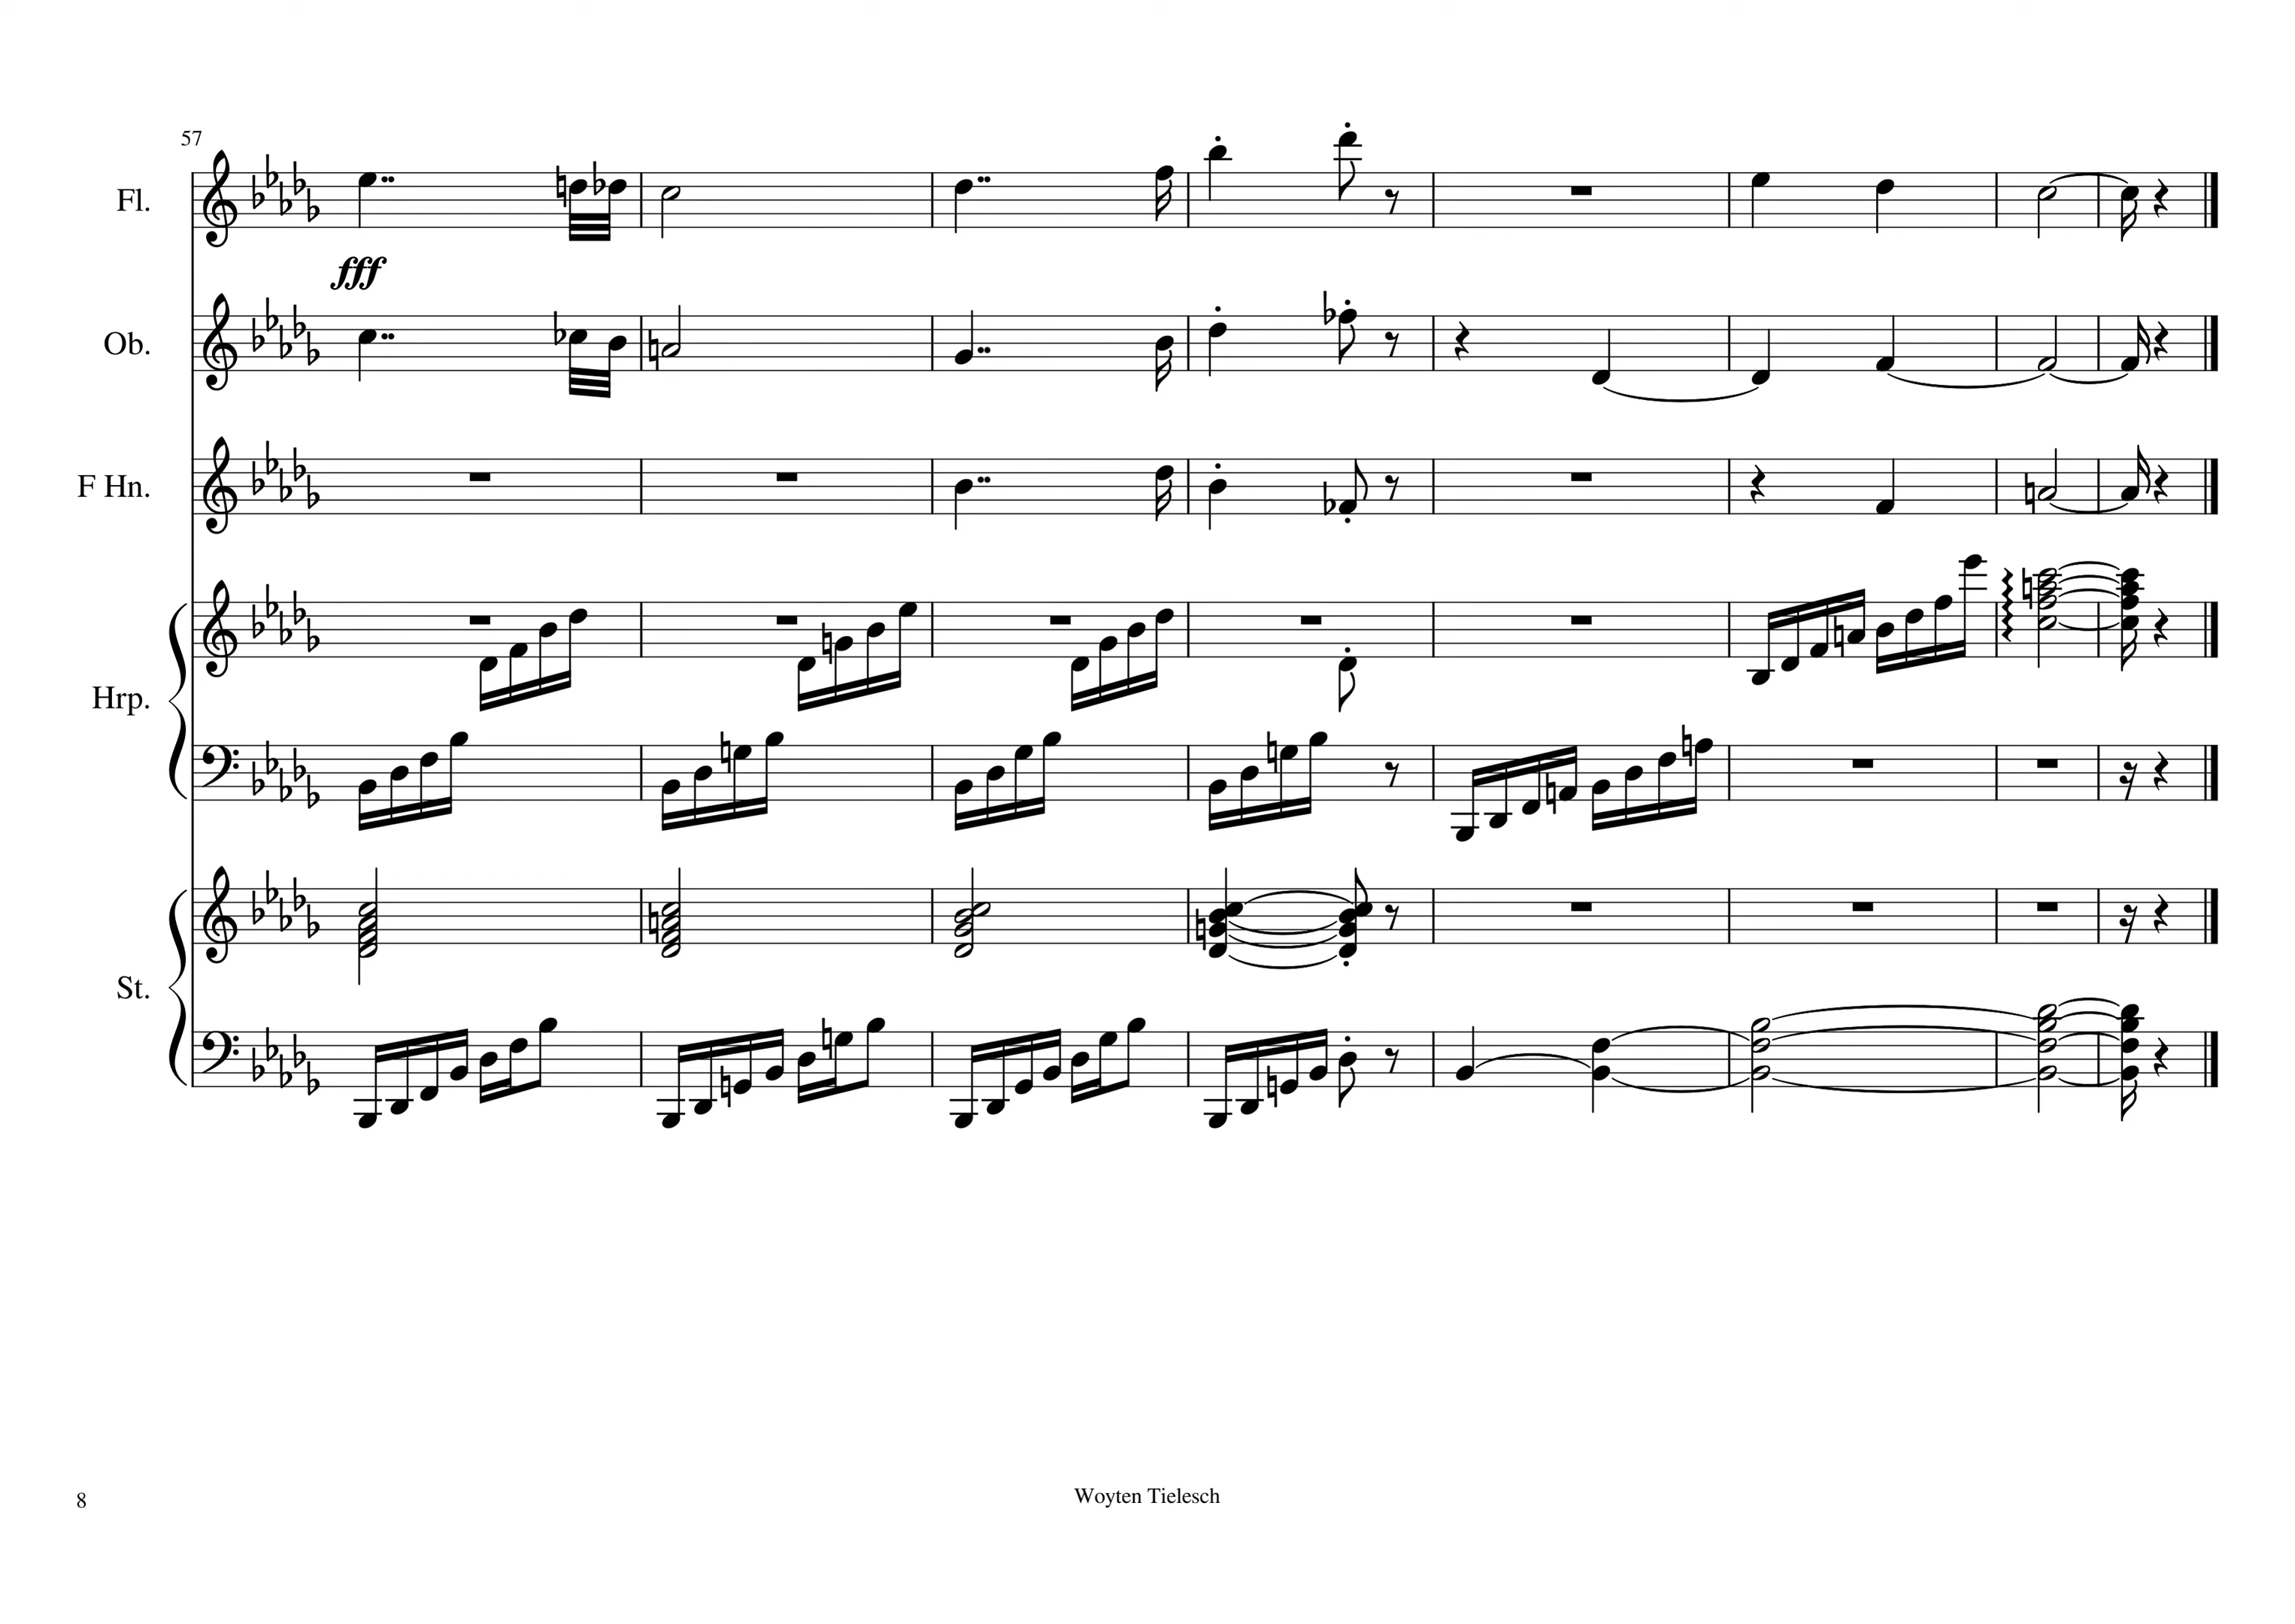 57
Fl.
fff
Ob.
F Hn.
Hrp.
St.
8
Woyten Tielesch